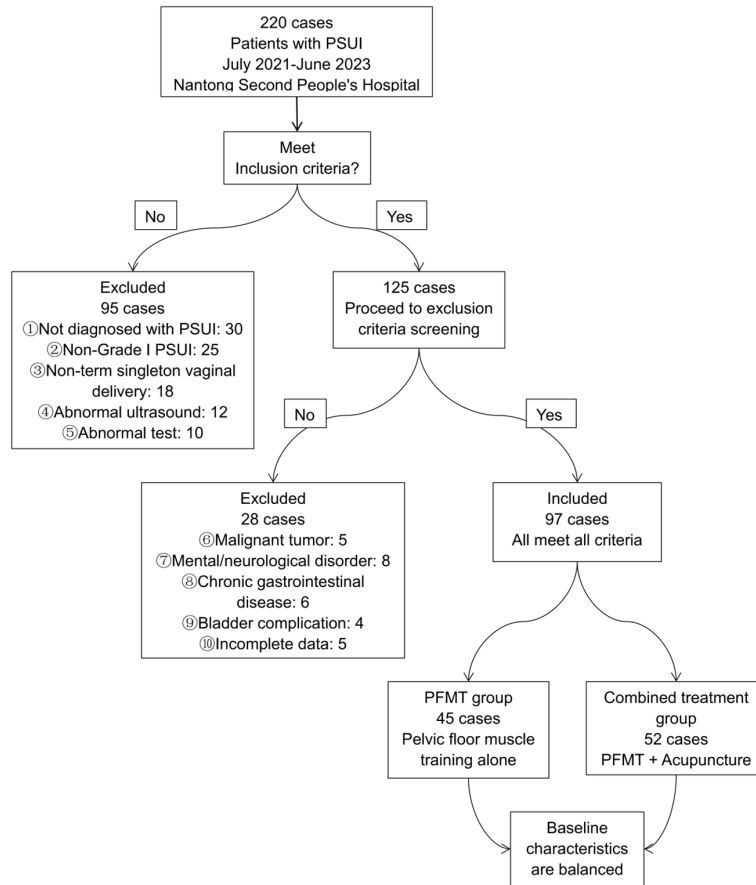 220 cases
Patients with PSUI
July 2021-June 2023
Nantong Second People's Hospital
Meet
Inclusion criteria?
No
Yes
Excluded
95 cases
①Not diagnosed with PSUI: 30
②Non-Grade I PSUI: 25
③Non-term singleton vaginal
delivery: 18
④Abnormal ultrasound: 12
⑤Abnormal test: 10
125 cases
Proceed to exclusion
criteria screening
No
Yes
Excluded
28 cases
⑥Malignant tumor: 5
⑦Mental/neurological disorder: 8
⑧Chronic gastrointestinal
disease: 6
⑨Bladder complication: 4
⑩Incomplete data: 5
Included
97 cases
All meet all criteria
PFMT group
45 cases
Pelvic floor muscle
training alone
Combined treatment
group
52 cases
PFMT + Acupuncture
Baseline
characteristics
are balanced